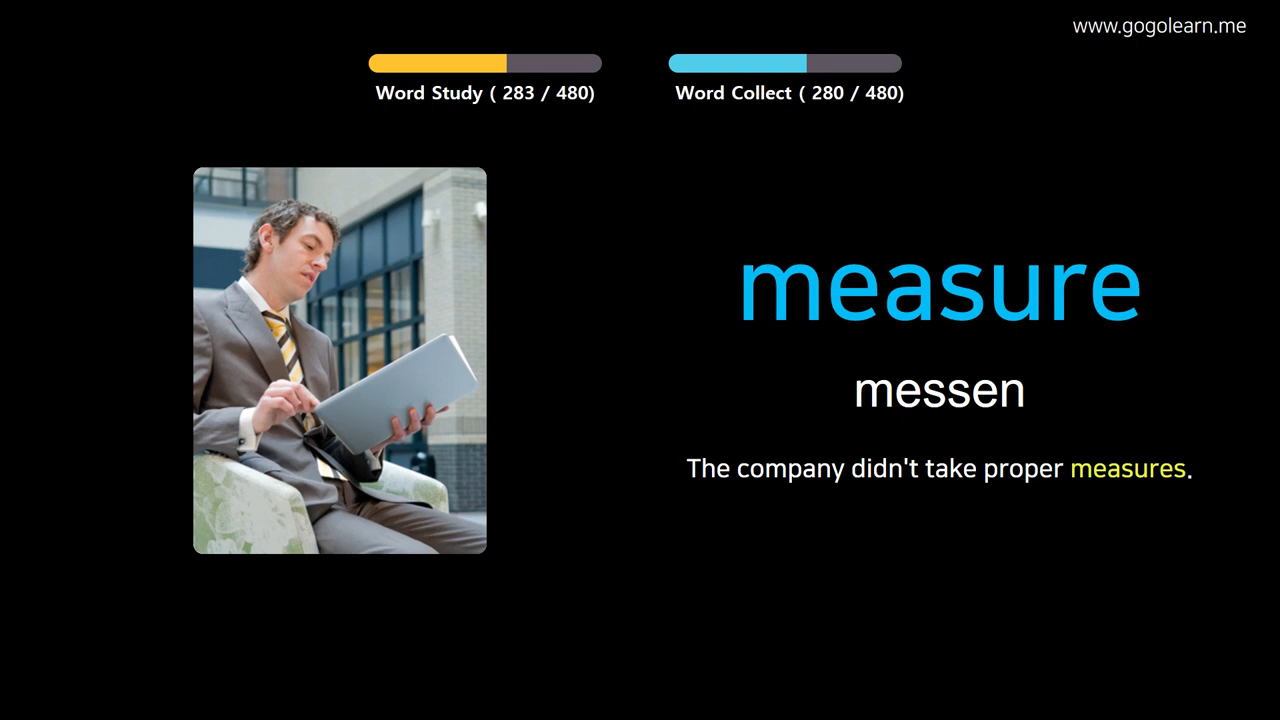 www.gogolearn.me
Word Study ( 283 / 480)
Word Collect ( 280 / 480)
measure
messen
The company didn't take proper measures.